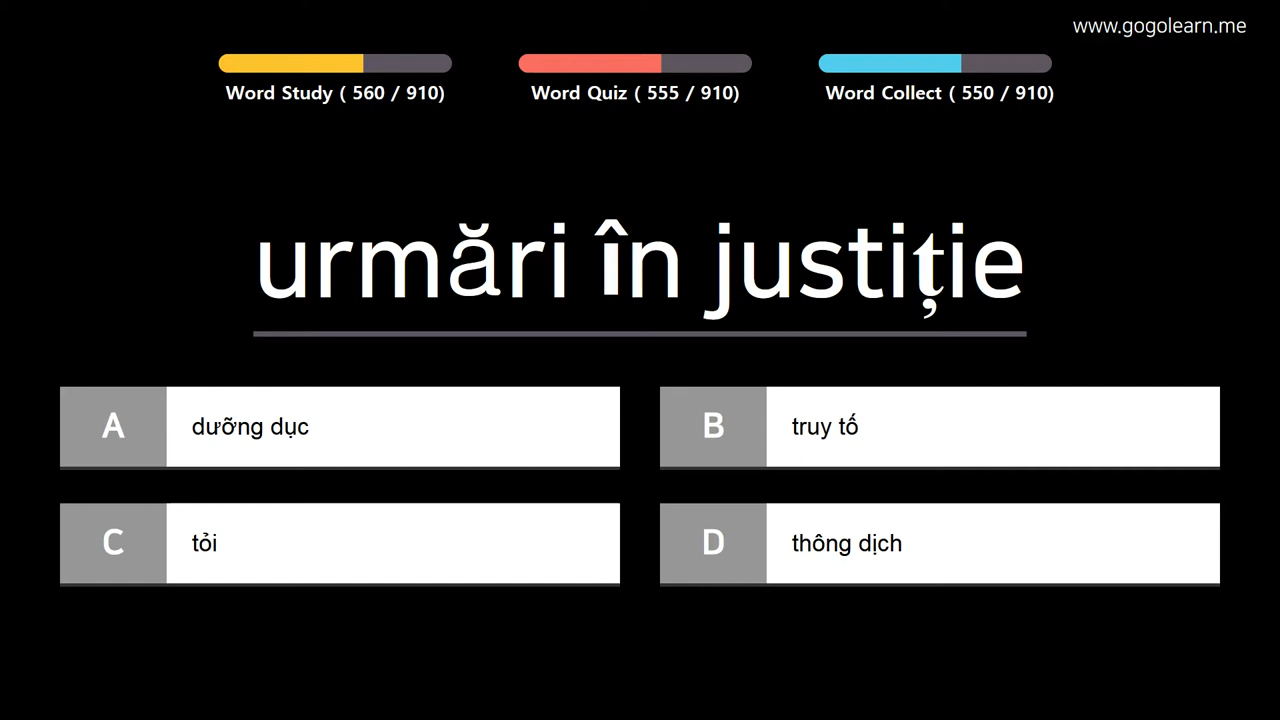 www.gogolearn.me
Word Study ( 560 / 910)
Word Quiz ( 555 / 910)
Word Collect ( 550 / 910)
urmări în justiție
A dưỡng dục
B truy tố
C tỏi
D thông dịch